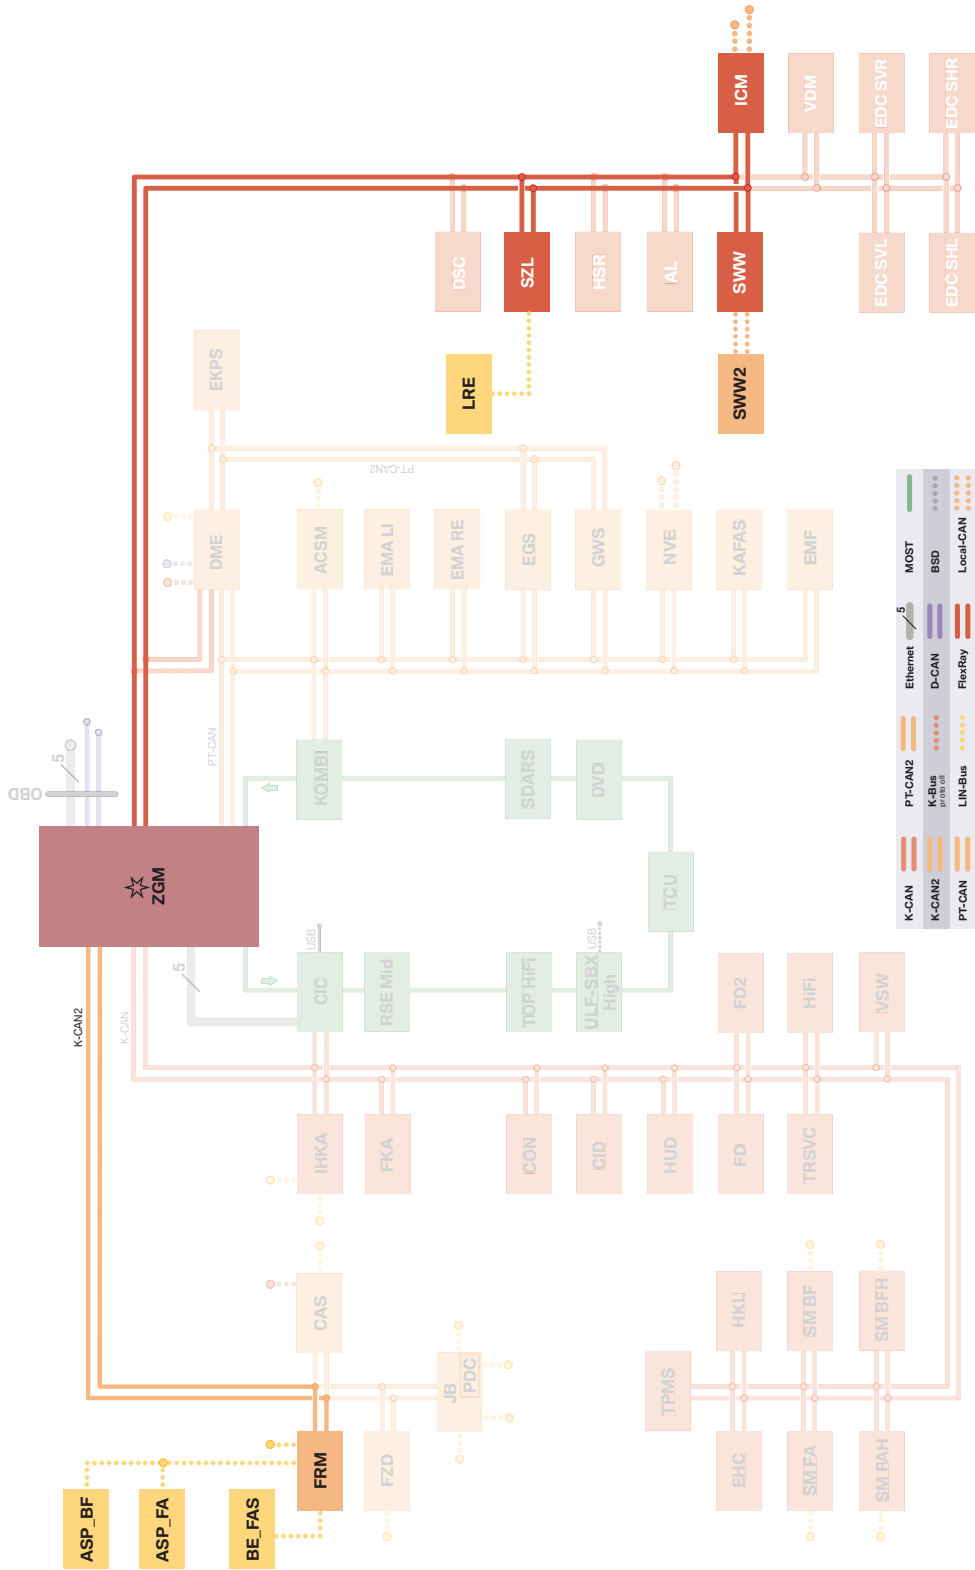 ICM
VDM
EDC SVR
EDC SHR
DSC
SZL
HSR
IAL
SWW
EDC SVL
EDC SHL
EKPS
LRE
SWW2
PT-CAN2
DME
ACSM
EMA LI
EMA RE
EGS
GWS
NVE
KAFAS
EMF
OBD
5
PT-CAN
KOMBI
SDARS
DVD
ZGM
TCU
K-CAN2
K-CAN
5
USB
CIC
RSE Mid
TOP HiFi
USB
ULF-SBX
High
FD2
HiFi
VSW
IHKA
FKA
CON
CID
HUD
FD
TRSVC
CAS
JB
PDC
HKL
SM BF
SM BFH
TPMS
FRM
FZD
EHC
SM FA
SM FAH
ASP_BF
ASP_FA
BE_FAS
K-CAN
PT-CAN2
Ethernet
5
MOST
K-CAN2
K-Bus
D-CAN
BSD
PT-CAN
LIN-Bus
FlexRay
Local-CAN